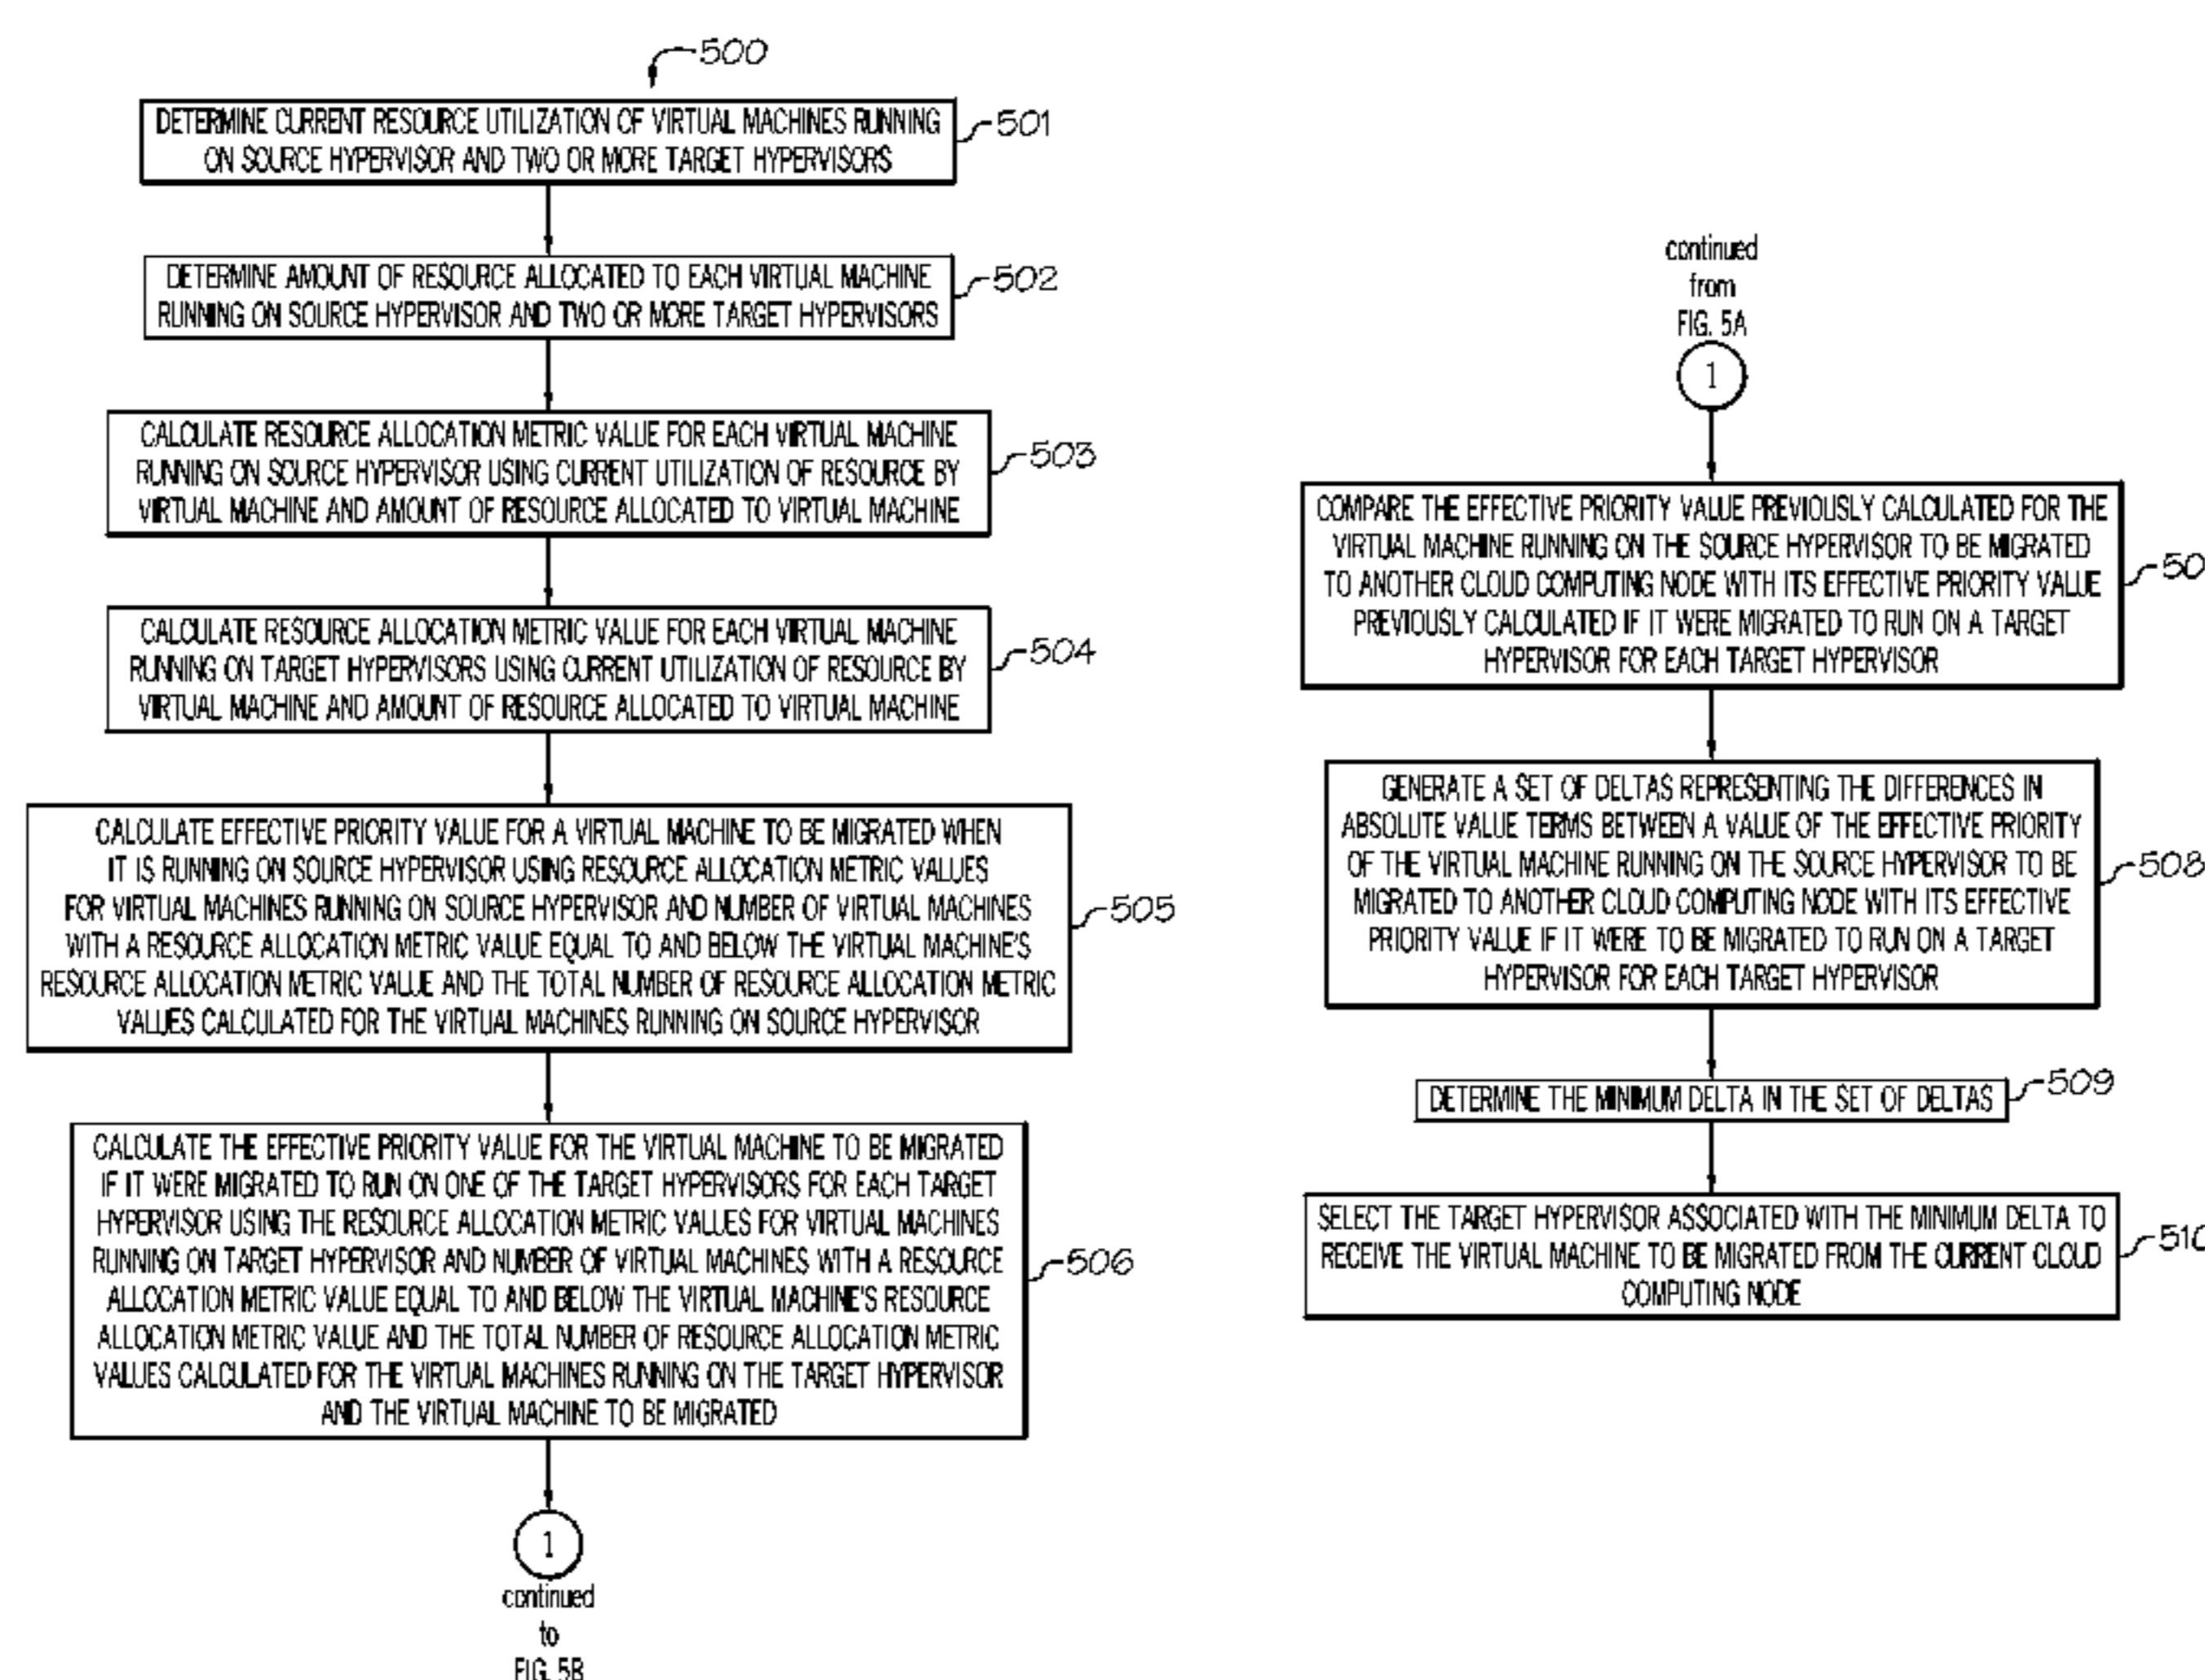 500
DETERMINE CURRENT RESOURCE UTILIZATION OF VIRTUAL MACHINES RUNNING
ON SOURCE HYPERVISOR AND TWO OR MORE TARGET HYPERVISORS
501
DETERMINE AMOUNT OF RESOURCE ALLOCATED TO EACH VIRTUAL MACHINE
RUNNING ON SOURCE HYPERVISOR AND TWO OR MORE TARGET HYPERVISORS
502
CALCULATE RESOURCE ALLOCATION METRIC VALUE FOR EACH VIRTUAL MACHINE
RUNNING ON SOURCE HYPERVISOR USING CURRENT UTILIZATION OF RESOURCE BY
VIRTUAL MACHINE AND AMOUNT OF RESOURCE ALLOCATED TO VIRTUAL MACHINE
503
CALCULATE RESOURCE ALLOCATION METRIC VALUE FOR EACH VIRTUAL MACHINE
RUNNING ON TARGET HYPERVISORS USING CURRENT UTILIZATION OF RESOURCE BY
VIRTUAL MACHINE AND AMOUNT OF RESOURCE ALLOCATED TO VIRTUAL MACHINE
504
CALCULATE EFFECTIVE PRIORITY VALUE FOR A VIRTUAL MACHINE TO BE MIGRATED WHEN
IT IS RUNNING ON SOURCE HYPERVISOR USING RESOURCE ALLOCATION METRIC VALUES
FOR VIRTUAL MACHINES RUNNING ON SOURCE HYPERVISOR AND NUMBER OF VIRTUAL MACHINES
WITH A RESOURCE ALLOCATION METRIC VALUE EQUAL TO AND BELOW THE VIRTUAL MACHINE'S
RESOURCE ALLOCATION METRIC VALUE AND THE TOTAL NUMBER OF RESOURCE ALLOCATION METRIC
VALUES CALCULATED FOR THE VIRTUAL MACHINES RUNNING ON SOURCE HYPERVISOR
505
CALCULATE THE EFFECTIVE PRIORITY VALUE FOR THE VIRTUAL MACHINE TO BE MIGRATED
IF IT WERE MIGRATED TO RUN ON ONE OF THE TARGET HYPERVISORS FOR EACH TARGET
HYPERVISOR USING THE RESOURCE ALLOCATION METRIC VALUES FOR VIRTUAL MACHINES
RUNNING ON TARGET HYPERVISOR AND NUMBER OF VIRTUAL MACHINES WITH A RESOURCE
ALLOCATION METRIC VALUE EQUAL TO AND BELOW THE VIRTUAL MACHINE'S RESOURCE
ALLOCATION METRIC VALUE AND THE TOTAL NUMBER OF RESOURCE ALLOCATION METRIC
VALUES CALCULATED FOR THE VIRTUAL MACHINES RUNNING ON THE TARGET HYPERVISOR
AND THE VIRTUAL MACHINE TO BE MIGRATED
506
1
continued
to
FIG. 5B
continued
from
FIG. 5A
1
COMPARE THE EFFECTIVE PRIORITY VALUE PREVIOUSLY CALCULATED FOR THE
VIRTUAL MACHINE RUNNING ON THE SOURCE HYPERVISOR TO BE MIGRATED
TO ANOTHER CLOUD COMPUTING NODE WITH ITS EFFECTIVE PRIORITY VALUE
PREVIOUSLY CALCULATED IF IT WERE MIGRATED TO RUN ON A TARGET
HYPERVISOR FOR EACH TARGET HYPERVISOR
50
GENERATE A SET OF DELTAS REPRESENTING THE DIFFERENCES IN
ABSOLUTE VALUE TERMS BETWEEN A VALUE OF THE EFFECTIVE PRIORITY
OF THE VIRTUAL MACHINE RUNNING ON THE SOURCE HYPERVISOR TO BE
MIGRATED TO ANOTHER CLOUD COMPUTING NODE WITH ITS EFFECTIVE
PRIORITY VALUE IF IT WERE TO BE MIGRATED TO RUN ON A TARGET
HYPERVISOR FOR EACH TARGET HYPERVISOR
508
DETERMINE THE MINIMUM DELTA IN THE SET OF DELTAS
509
SELECT THE TARGET HYPERVISOR ASSOCIATED WITH THE MINIMUM DELTA TO
RECEIVE THE VIRTUAL MACHINE TO BE MIGRATED FROM THE CURRENT CLOUD
COMPUTING NODE
510